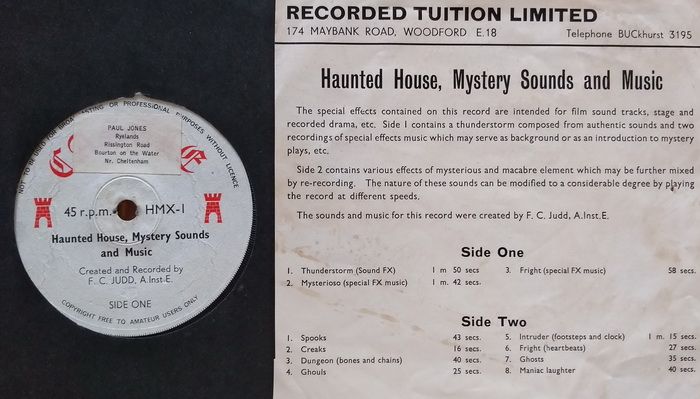 NOT TO BE USED FOR BROADCASTING OR PROFESSIONAL PURPOSES WITHOUT LICENCE
PAUL JONES
Ryelands
Rissington Road
Bourton on the Water
Nr. Cheltenham
45 r.p.m. HMX-1
Haunted House, Mystery Sounds
and Music
Created and Recorded by
F. C. JUDD, A.Inst.E.
SIDE ONE
COPYRIGHT FREE TO AMATEUR USERS ONLY
RECORDED TUITION LIMITED
174 MAYBANK ROAD, WOODFORD E.18 Telephone BUCkhurst 3195
Haunted House, Mystery Sounds and Music
The special effects contained on this record are intended for film sound tracks, stage and
recorded drama, etc. Side 1 contains a thunderstorm composed from authentic sounds and two
recordings of special effects music which may serve as background or as an introduction to mystery
plays, etc.
Side 2 contains various effects of mysterious and macabre element which may be further mixed
by re-recording. The nature of these sounds can be modified to a considerable degree by playing
the record at different speeds.
The sounds and music for this record were created by F. C. Judd, A.Inst.E.
Side One
1. Thunderstorm (Sound FX) 1 m 50 secs 3. Fright (special FX music) 58 secs.
2. Mysterioso (special FX music) 1 m. 42 secs.
Side Two
1. Spooks 43 secs. 5. Intruder (footsteps and clock) 1 m. 15 secs.
2. Creaks 16 secs. 6. Fright (heartbeats) 27 secs.
3. Dungeon (bones and chains) 40 secs. 7. Ghosts 35 secs.
4. Ghouls 25 secs. 8. Maniac laughter 40 secs.